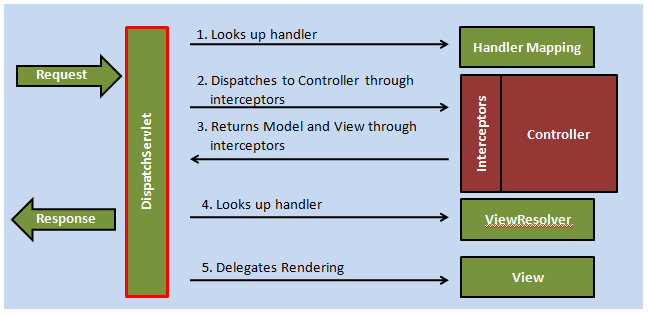 1. Looks up handler
Handler Mapping
Request
2. Dispatches to Controller through
interceptors
DispatchServlet
Interceptors
Controller
3. Returns Model and View through
interceptors
Response
4. Looks up handler
ViewResolver
5. Delegates Rendering
View